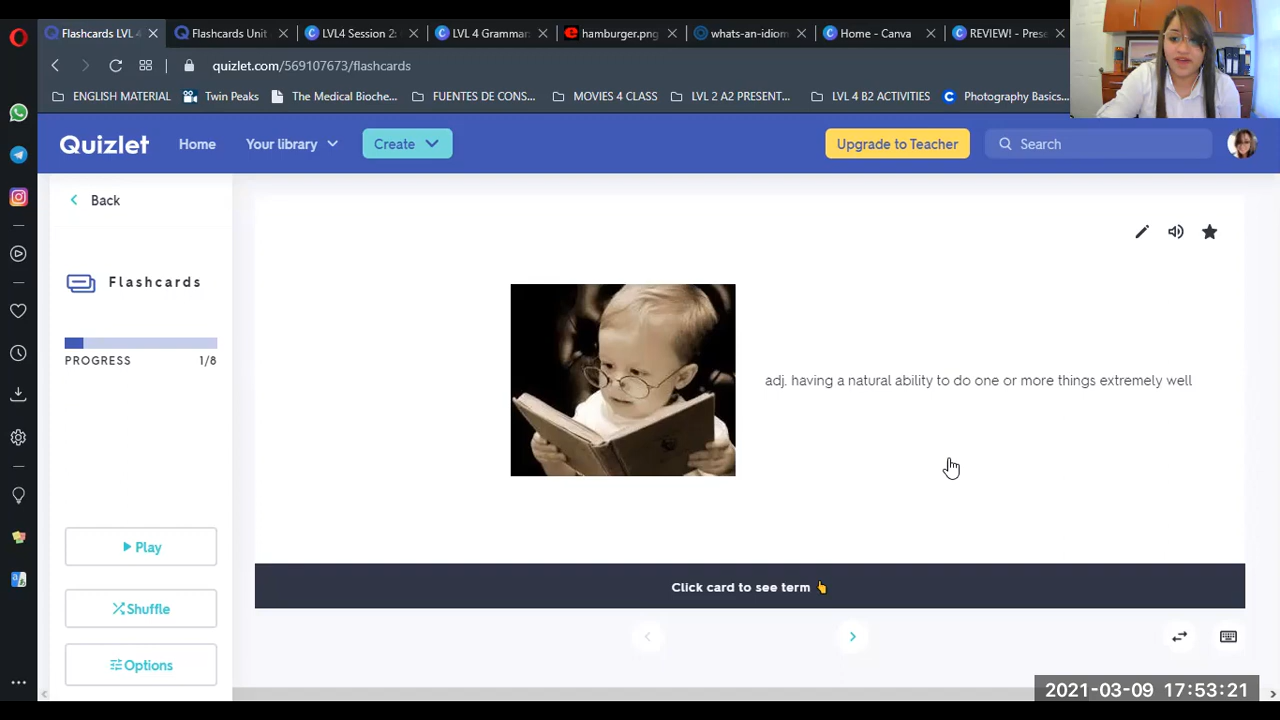 Flashcards LVL 4
Flashcards Unit
LVL4 Session 2:
LVL 4 Grammar
hamburger.png
whats-an-idiom
Home - Canva
REVIEW! - Prese
quizlet.com/569107673/flashcards
ENGLISH MATERIAL
Twin Peaks
The Medical Bioche...
FUENTES DE CONS...
MOVIES 4 CLASS
LVL 2 A2 PRESENT...
LVL 4 B2 ACTIVITIES
Photography Basics...
Quizlet
Home
Your library
Create
Upgrade to Teacher
Search
Back
Flashcards
PROGRESS 1/8
adj. having a natural ability to do one or more things extremely well
Play
Click card to see term
Shuffle
Options
2021-03-09 17:53:21